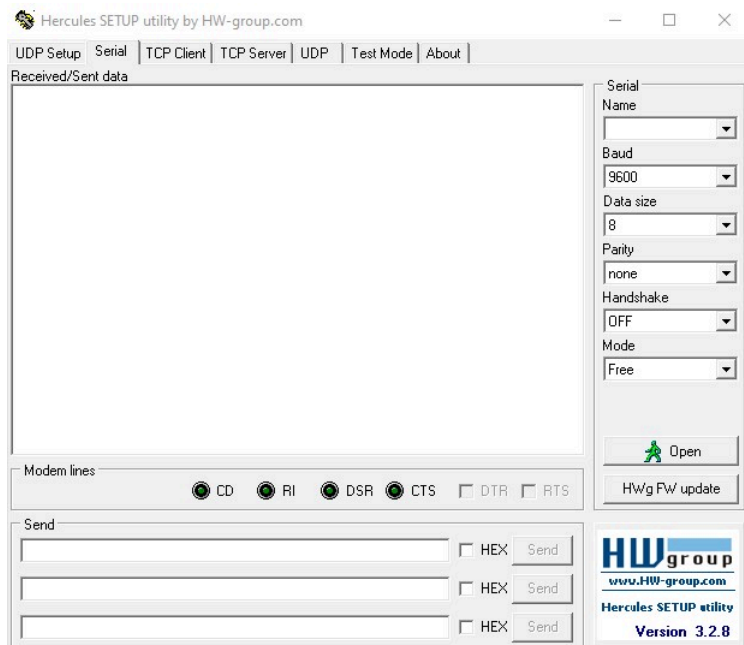 Hercules SETUP utility by HW-group.com
UDP Setup Serial TCP Client TCP Server UDP Test Mode About
Received/Sent data
Serial
Name
Baud
9600
Data size
8
Parity
none
Handshake
OFF
Mode
Free
Open
HWg FW update
Modem lines
CD RI DSR CTS DTR RTS
Send
HEX Send
HEX Send
HEX Send
HW group
www.HW-group.com
Hercules SETUP utility
Version 3.2.8